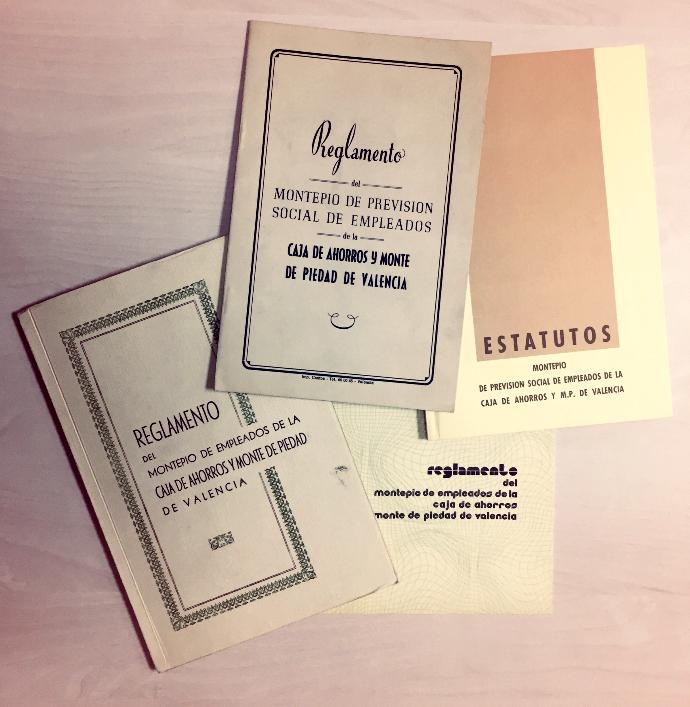 Reglamento
del
MONTEPIO DE PREVISION
SOCIAL DE EMPLEADOS
de la
CAJA DE AHORROS Y MONTE
DE PIEDAD DE VALENCIA
ESTATUTOS
MONTEPIO
DE PREVISION SOCIAL DE EMPLEADOS DE LA
CAJA DE AHORROS Y M.P. DE VALENCIA
REGLAMENTO
DEL
MONTEPIO DE EMPLEADOS DE LA
CAJA DE AHORROS Y MONTE DE PIEDAD
DE VALENCIA
reglamento
del
montepio de empleados de la
caja de ahorros
monte de piedad de valencia